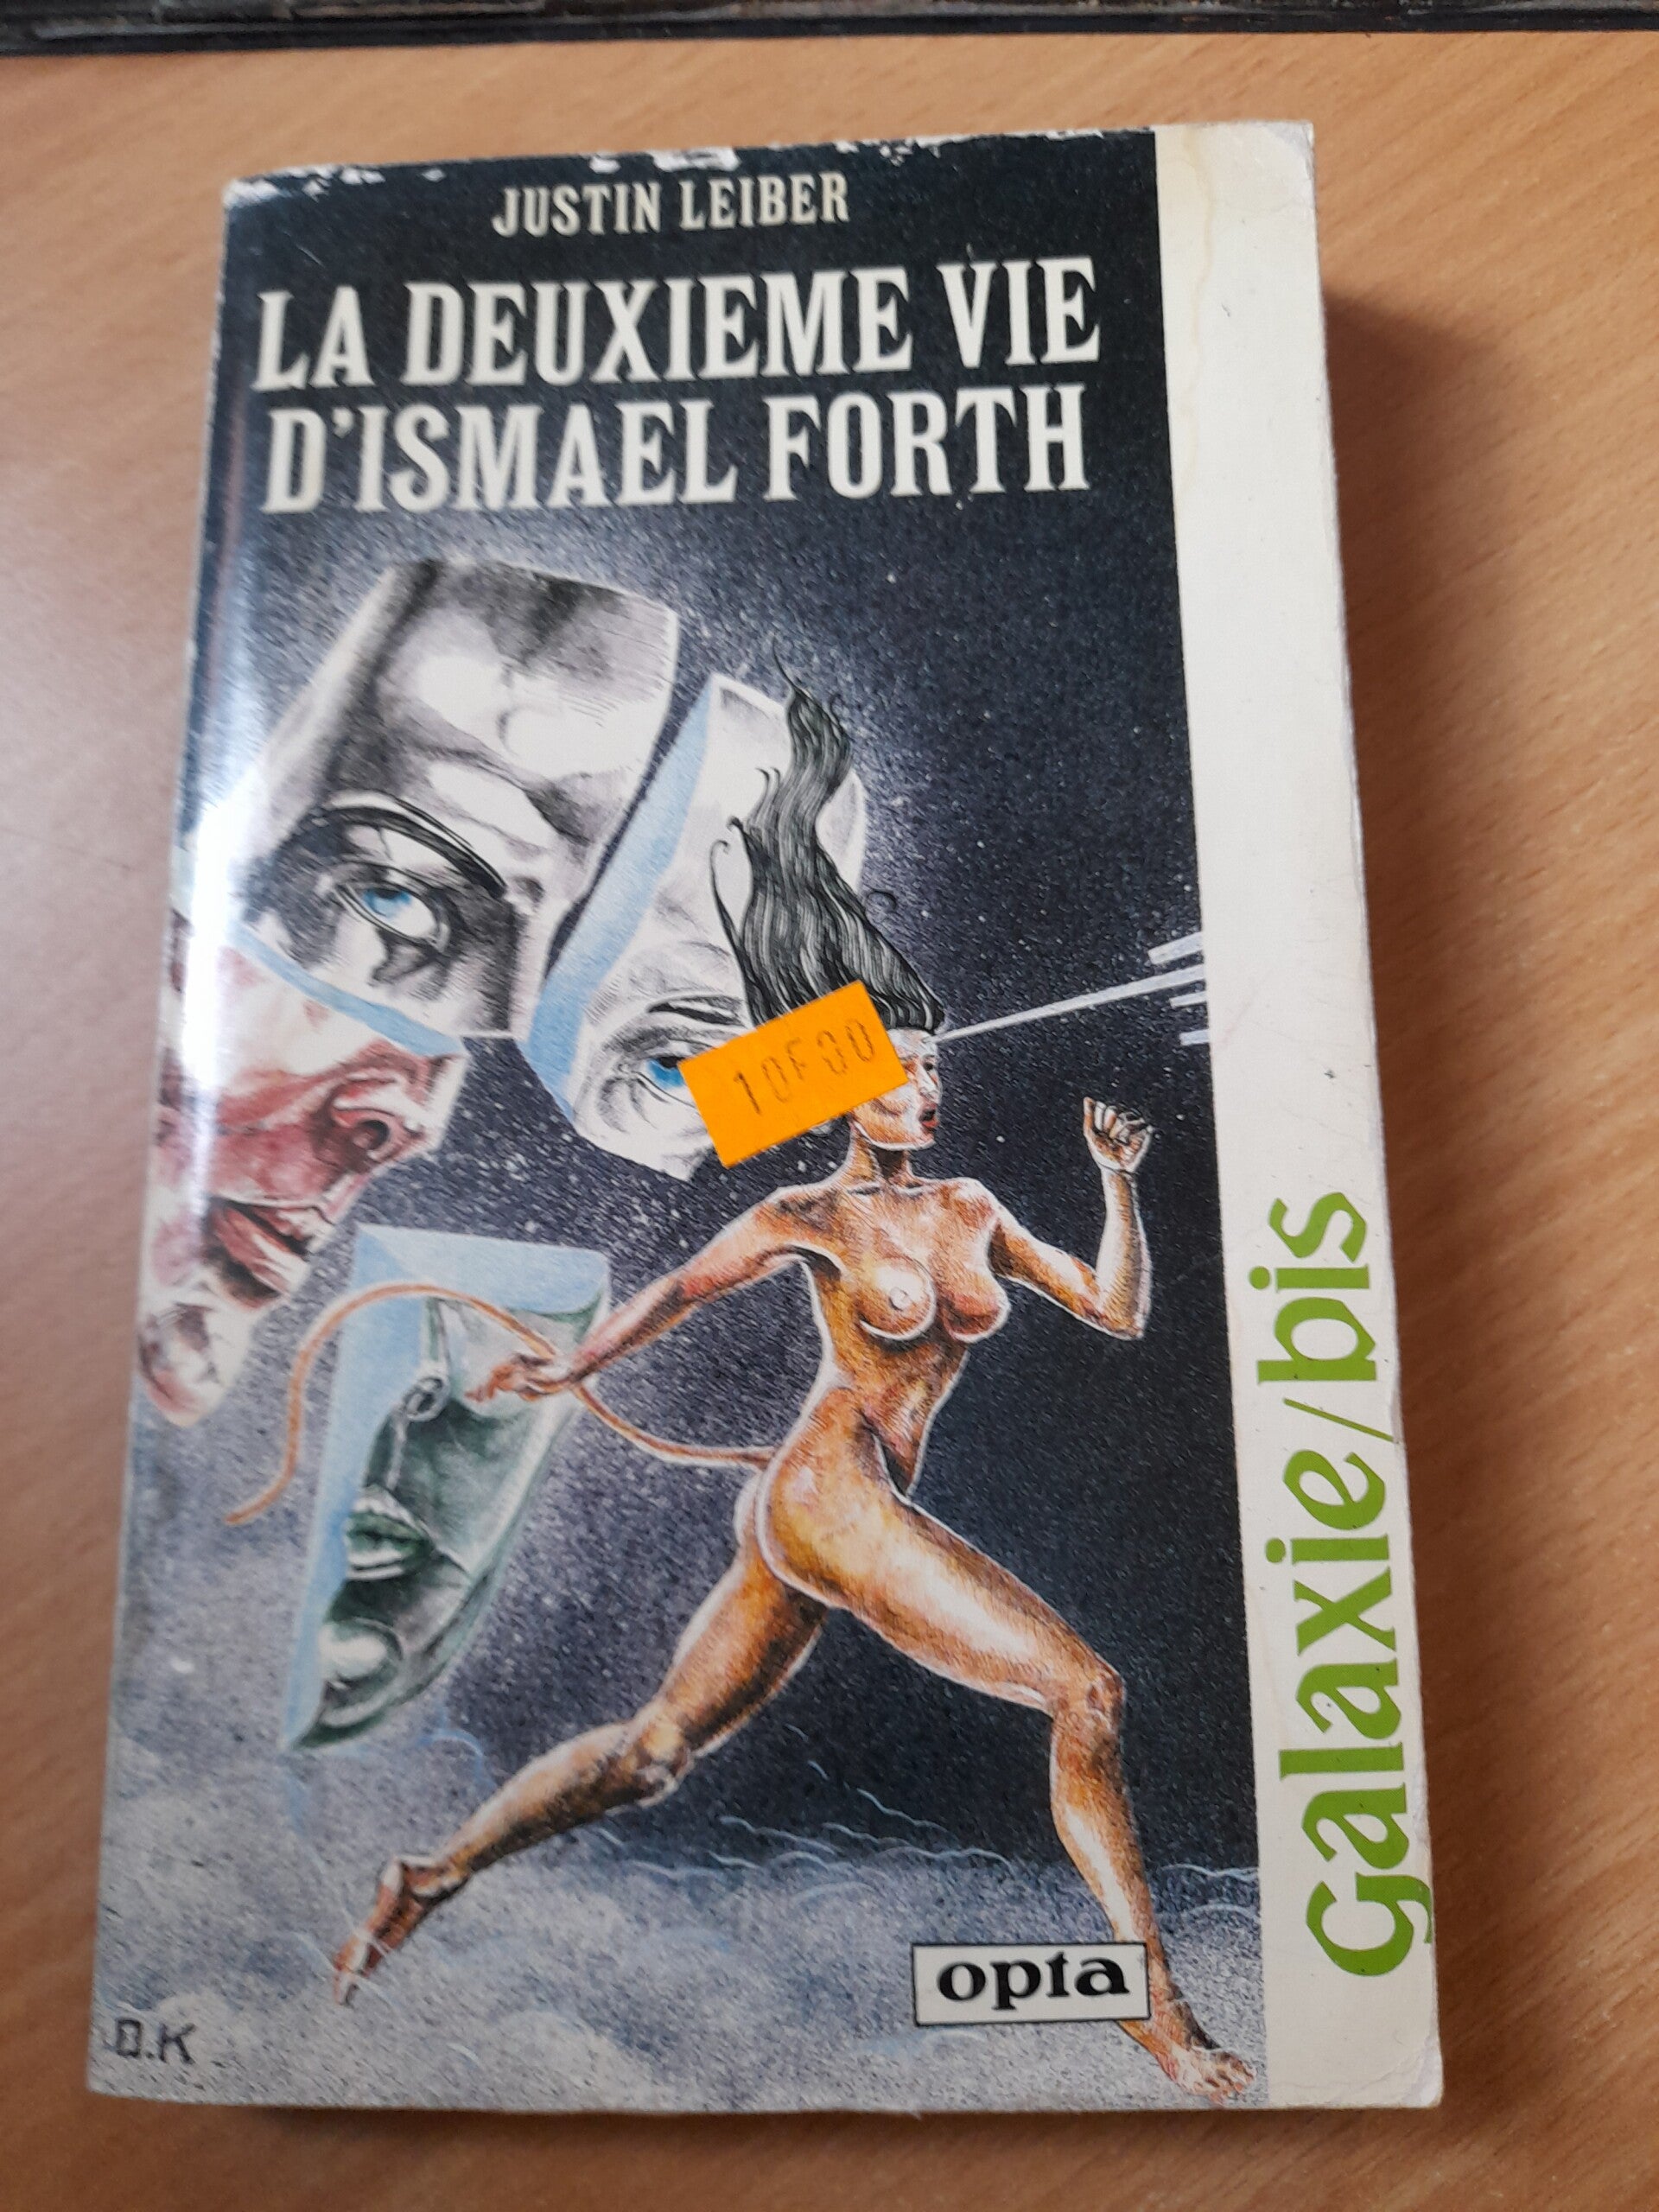 JUSTIN LEIBER
LA DEUXIEME VIE
D'ISMAEL FORTH
10F00
opta
galaxie/bis
D.K